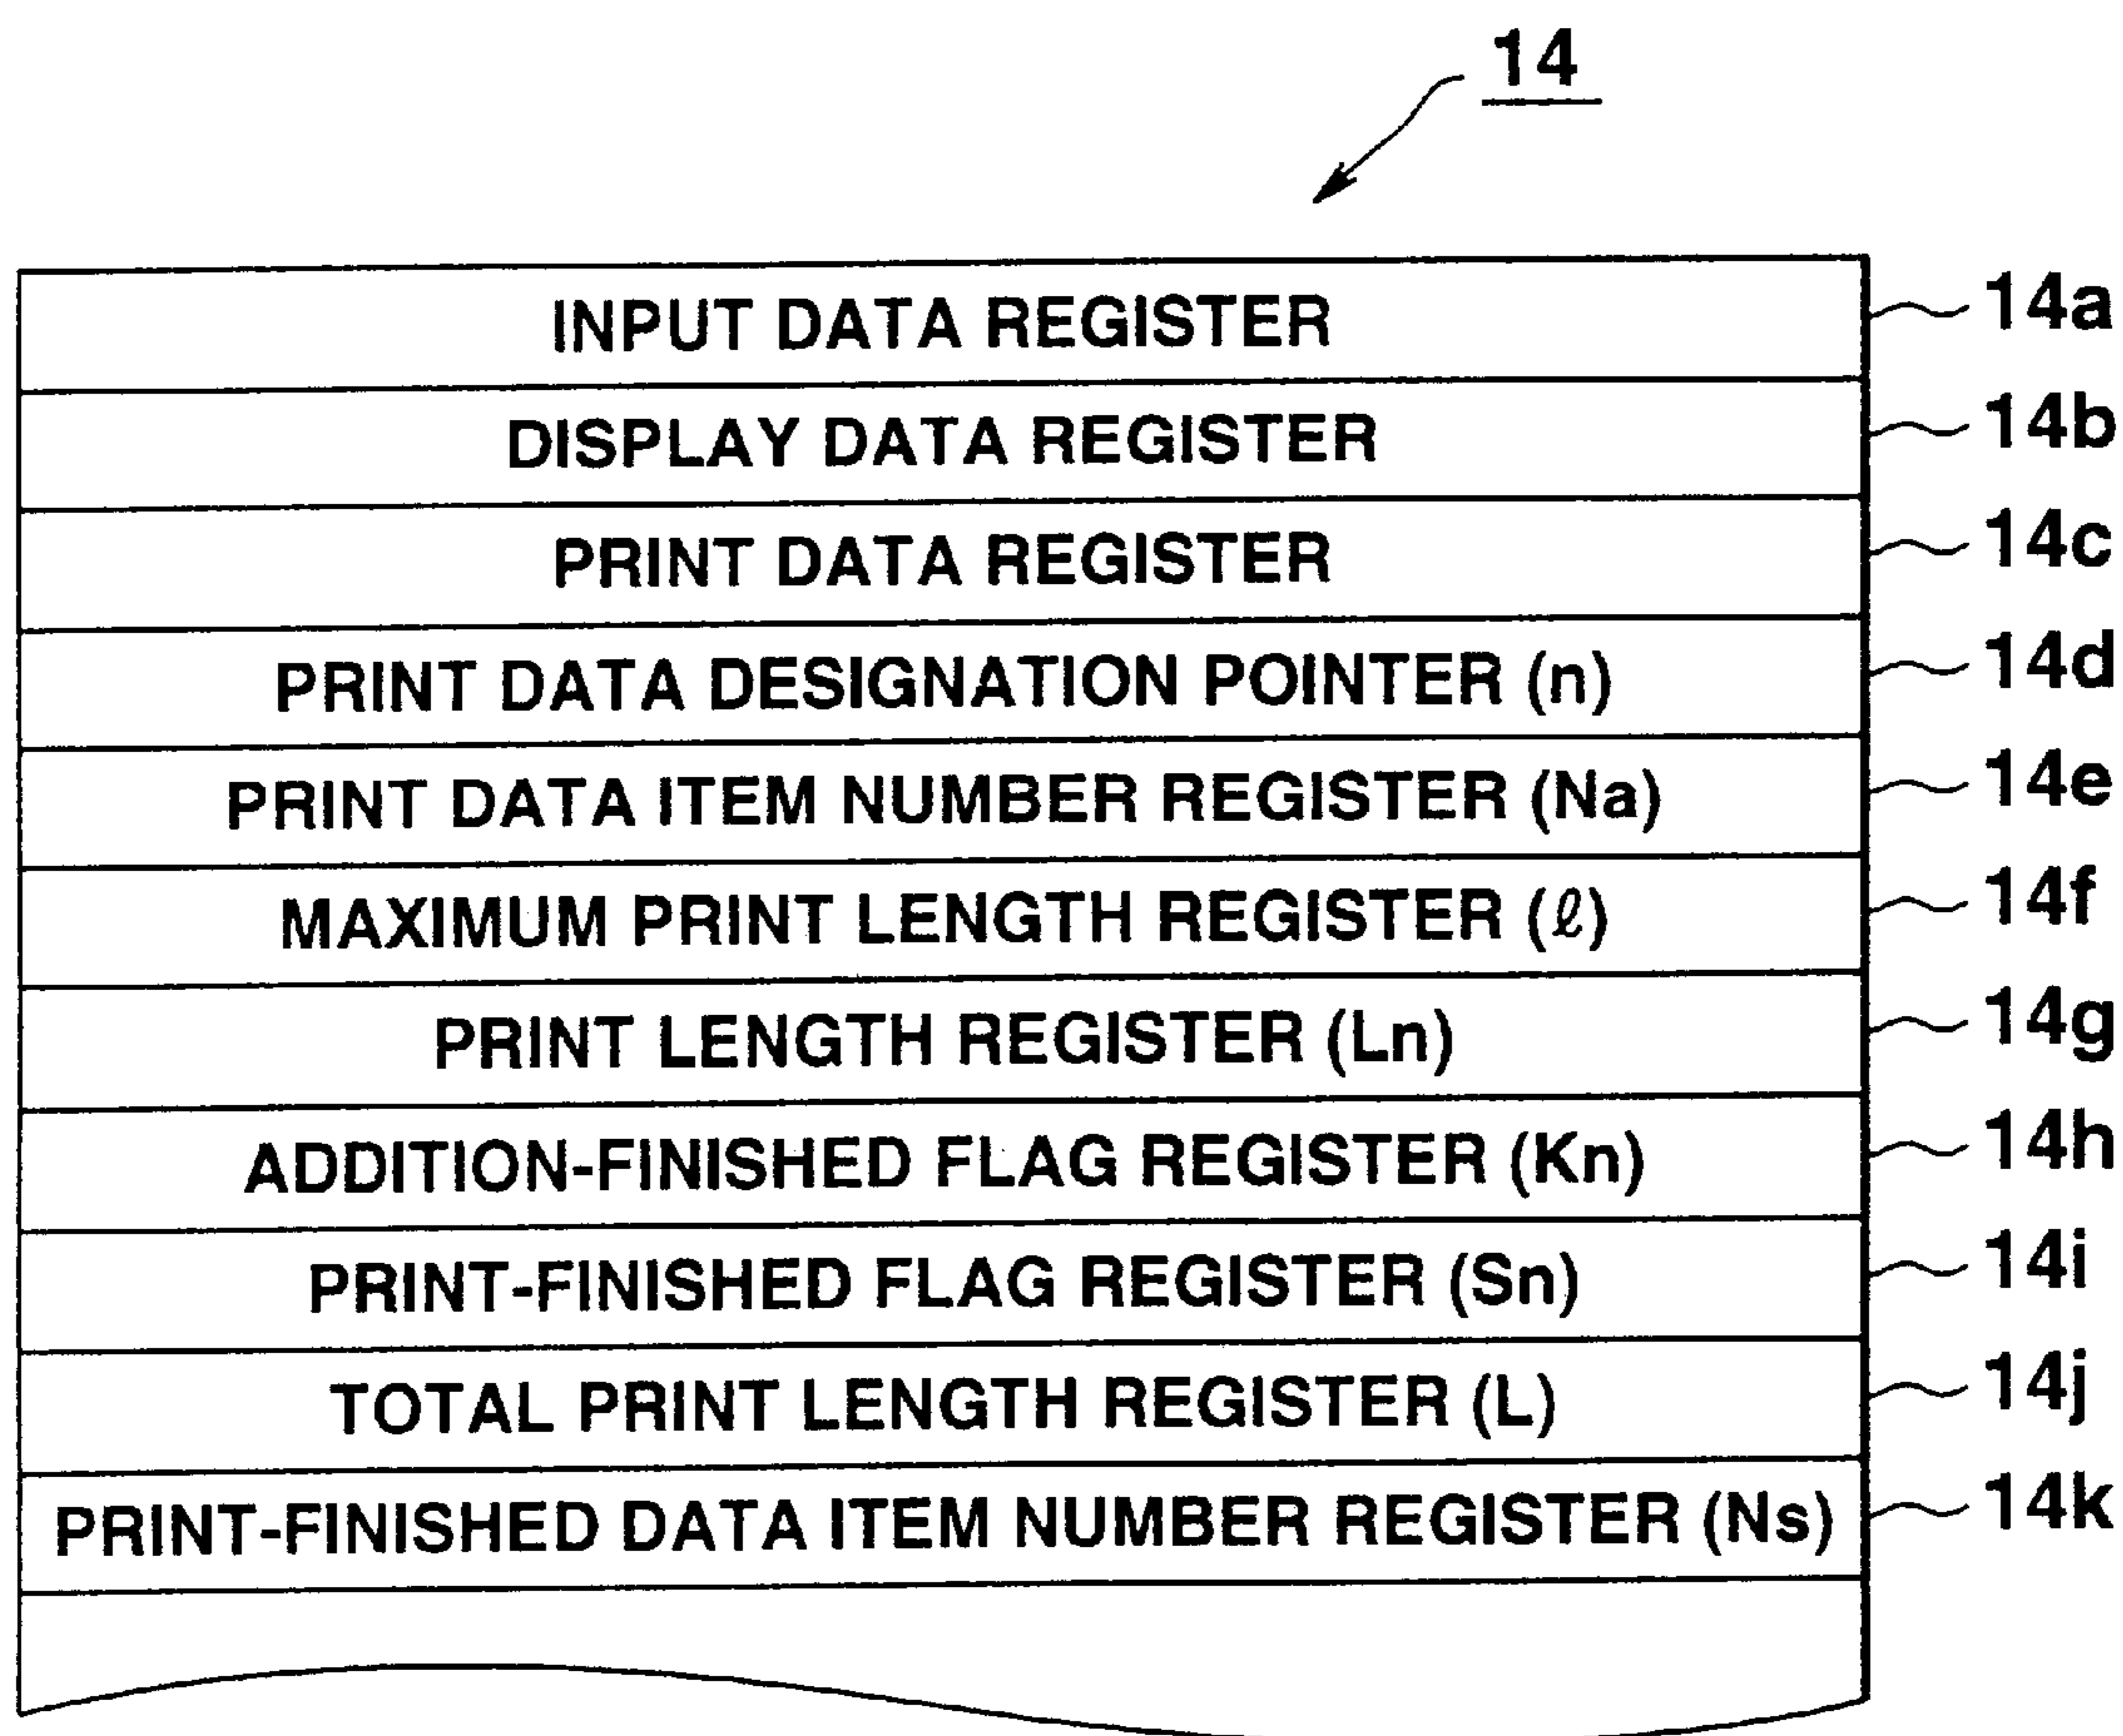 14
INPUT DATA REGISTER 14a
DISPLAY DATA REGISTER 14b
PRINT DATA REGISTER 14c
PRINT DATA DESIGNATION POINTER (n) 14d
PRINT DATA ITEM NUMBER REGISTER (Na) 14e
MAXIMUM PRINT LENGTH REGISTER (ℓ) 14f
PRINT LENGTH REGISTER (Ln) 14g
ADDITION-FINISHED FLAG REGISTER (Kn) 14h
PRINT-FINISHED FLAG REGISTER (Sn) 14i
TOTAL PRINT LENGTH REGISTER (L) 14j
PRINT-FINISHED DATA ITEM NUMBER REGISTER (Ns) 14k